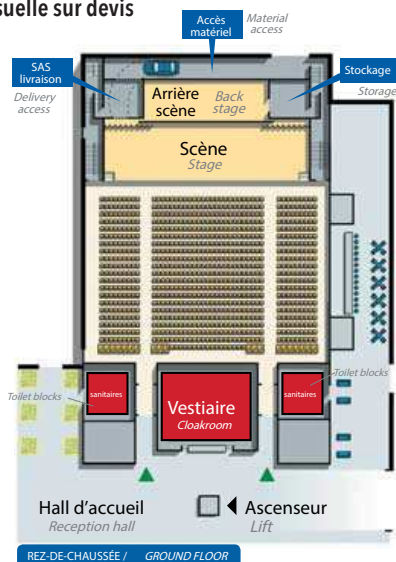 suelle sur devis
Accès
matériel
Material
access
SAS
livraison
Delivery
access
Arrière
scène
Back
stage
Stockage
Storage
Scène
Stage
sanitaires
Toilet blocks
Vestiaire
Cloakroom
sanitaires
Toilet blocks
Hall d'accueil
Reception hall
Ascenseur
Lift
REZ-DE-CHAUSSÉE / GROUND FLOOR